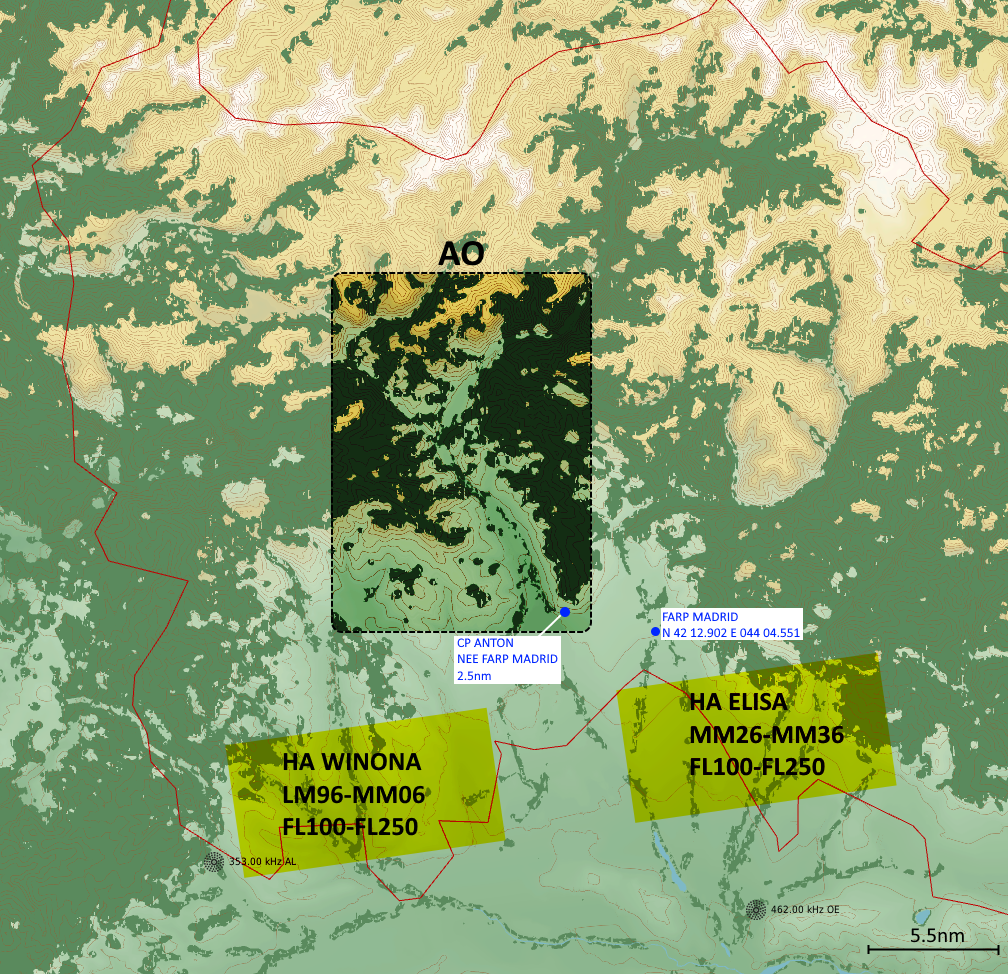 AO
FARP MADRID
N 42 12.902 E 044 04.551
CP ANTON
NEE FARP MADRID
2.5nm
HA ELISA
MM26-MM36
FL100-FL250
HA WINONA
LM96-MM06
FL100-FL250
353.00 kHz AL
462.00 kHz OE
5.5nm